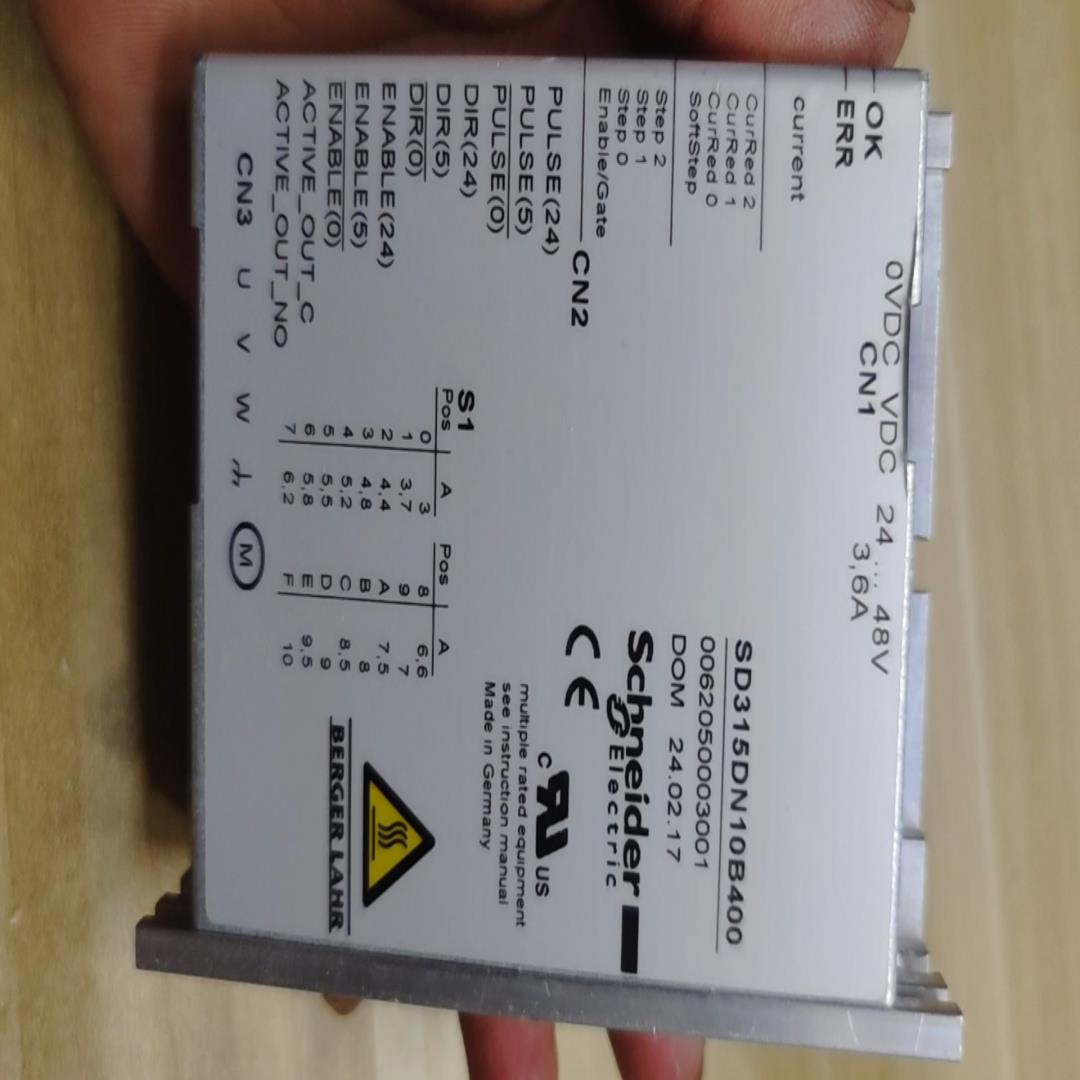 OK
ERR
current
CurRed 2
CurRed 1
CurRed 0
SoftStep
Step 2
Step 1
Step 0
Enable/Gate
0VDC VDC 24 ... 48V
CN1 3,6A
CN2
PULSE(24)
PULSE(5)
PULSE(0)
DIR(24)
DIR(5)
DIR(0)
ENABLE(24)
ENABLE(5)
ENABLE(0)
ACTIVE_OUT_C
ACTIVE_OUT_NO
CN3 U V W M
S1
Pos A Pos A
0 3 8 6,6
1 3,7 9 7
2 4,4 A 7,5
3 4,8 B 8
4 5,2 C 8,5
5 5,5 D 9
6 5,8 E 9,5
7 6,2 F 10
SD315DN10B400
0062050003001
DOM 24.02.17
Schneider
Electric
CE
c RU US
multiple rated equipment
see instruction manual
Made in Germany
BERGER LAHR